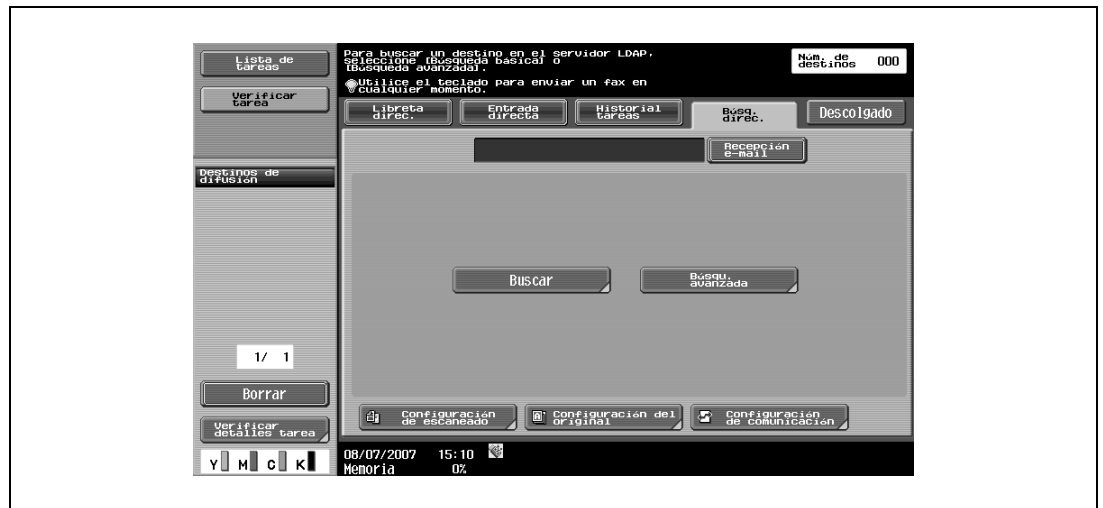 Lista de
tareas
Verificar
tarea
Destinos de
difusión
1/ 1
Borrar
Verificar
detalles tarea
Y M C K
Para buscar un destino en el servidor LDAP,
seleccione [Búsqueda básica] o
[Búsqueda avanzada].
Utilice el teclado para enviar un fax en
cualquier momento.
Núm. de
destinos 000
Libreta
direc.
Entrada
directa
Historial
tareas
Búsq.
direc.
Descolgado
Recepción
e-mail
Buscar
Búsqu.
avanzada
Configuración
de escaneado
Configuración del
original
Configuración
de comunicación
08/07/2007 15:10
Memoria 0%